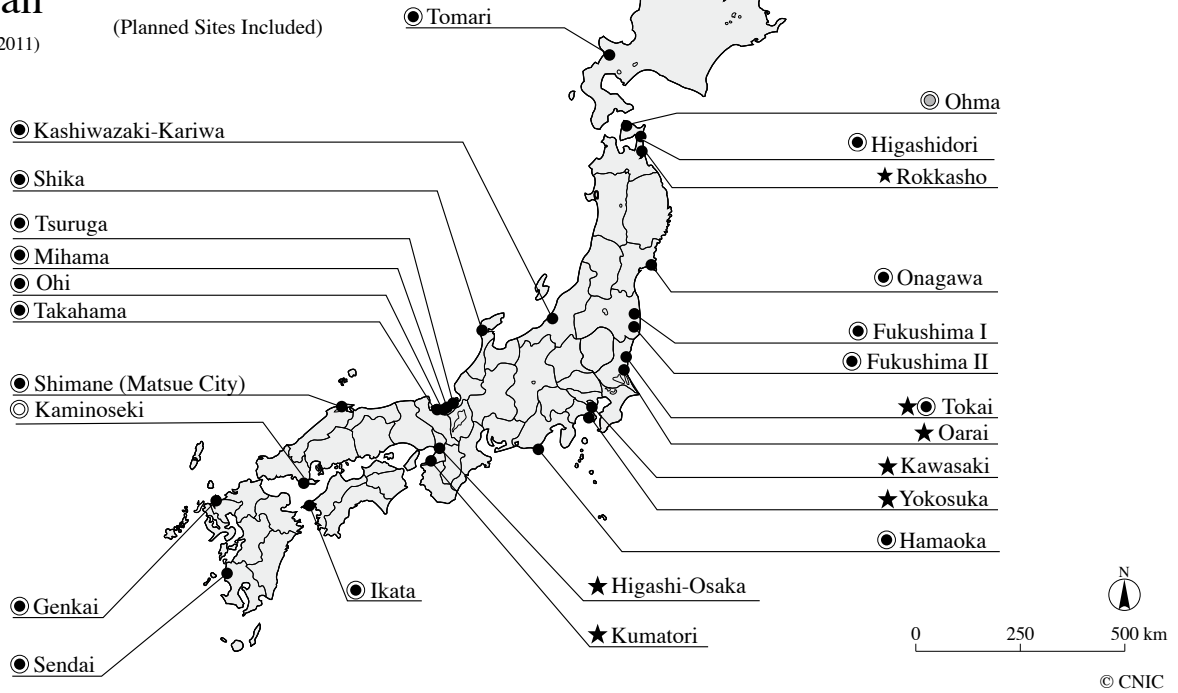 (Planned Sites Included)
2011)
Tomari
Ohma
Higashidori
Rokkasho
Kashiwazaki-Kariwa
Shika
Tsuruga
Mihama
Ohi
Takahama
Onagawa
Fukushima I
Fukushima II
Shimane (Matsue City)
Kaminoseki
Tokai
Oarai
Kawasaki
Yokosuka
Hamaoka
Ikata
Higashi-Osaka
Kumatori
Genkai
Sendai
N
0 250 500 km
© CNIC